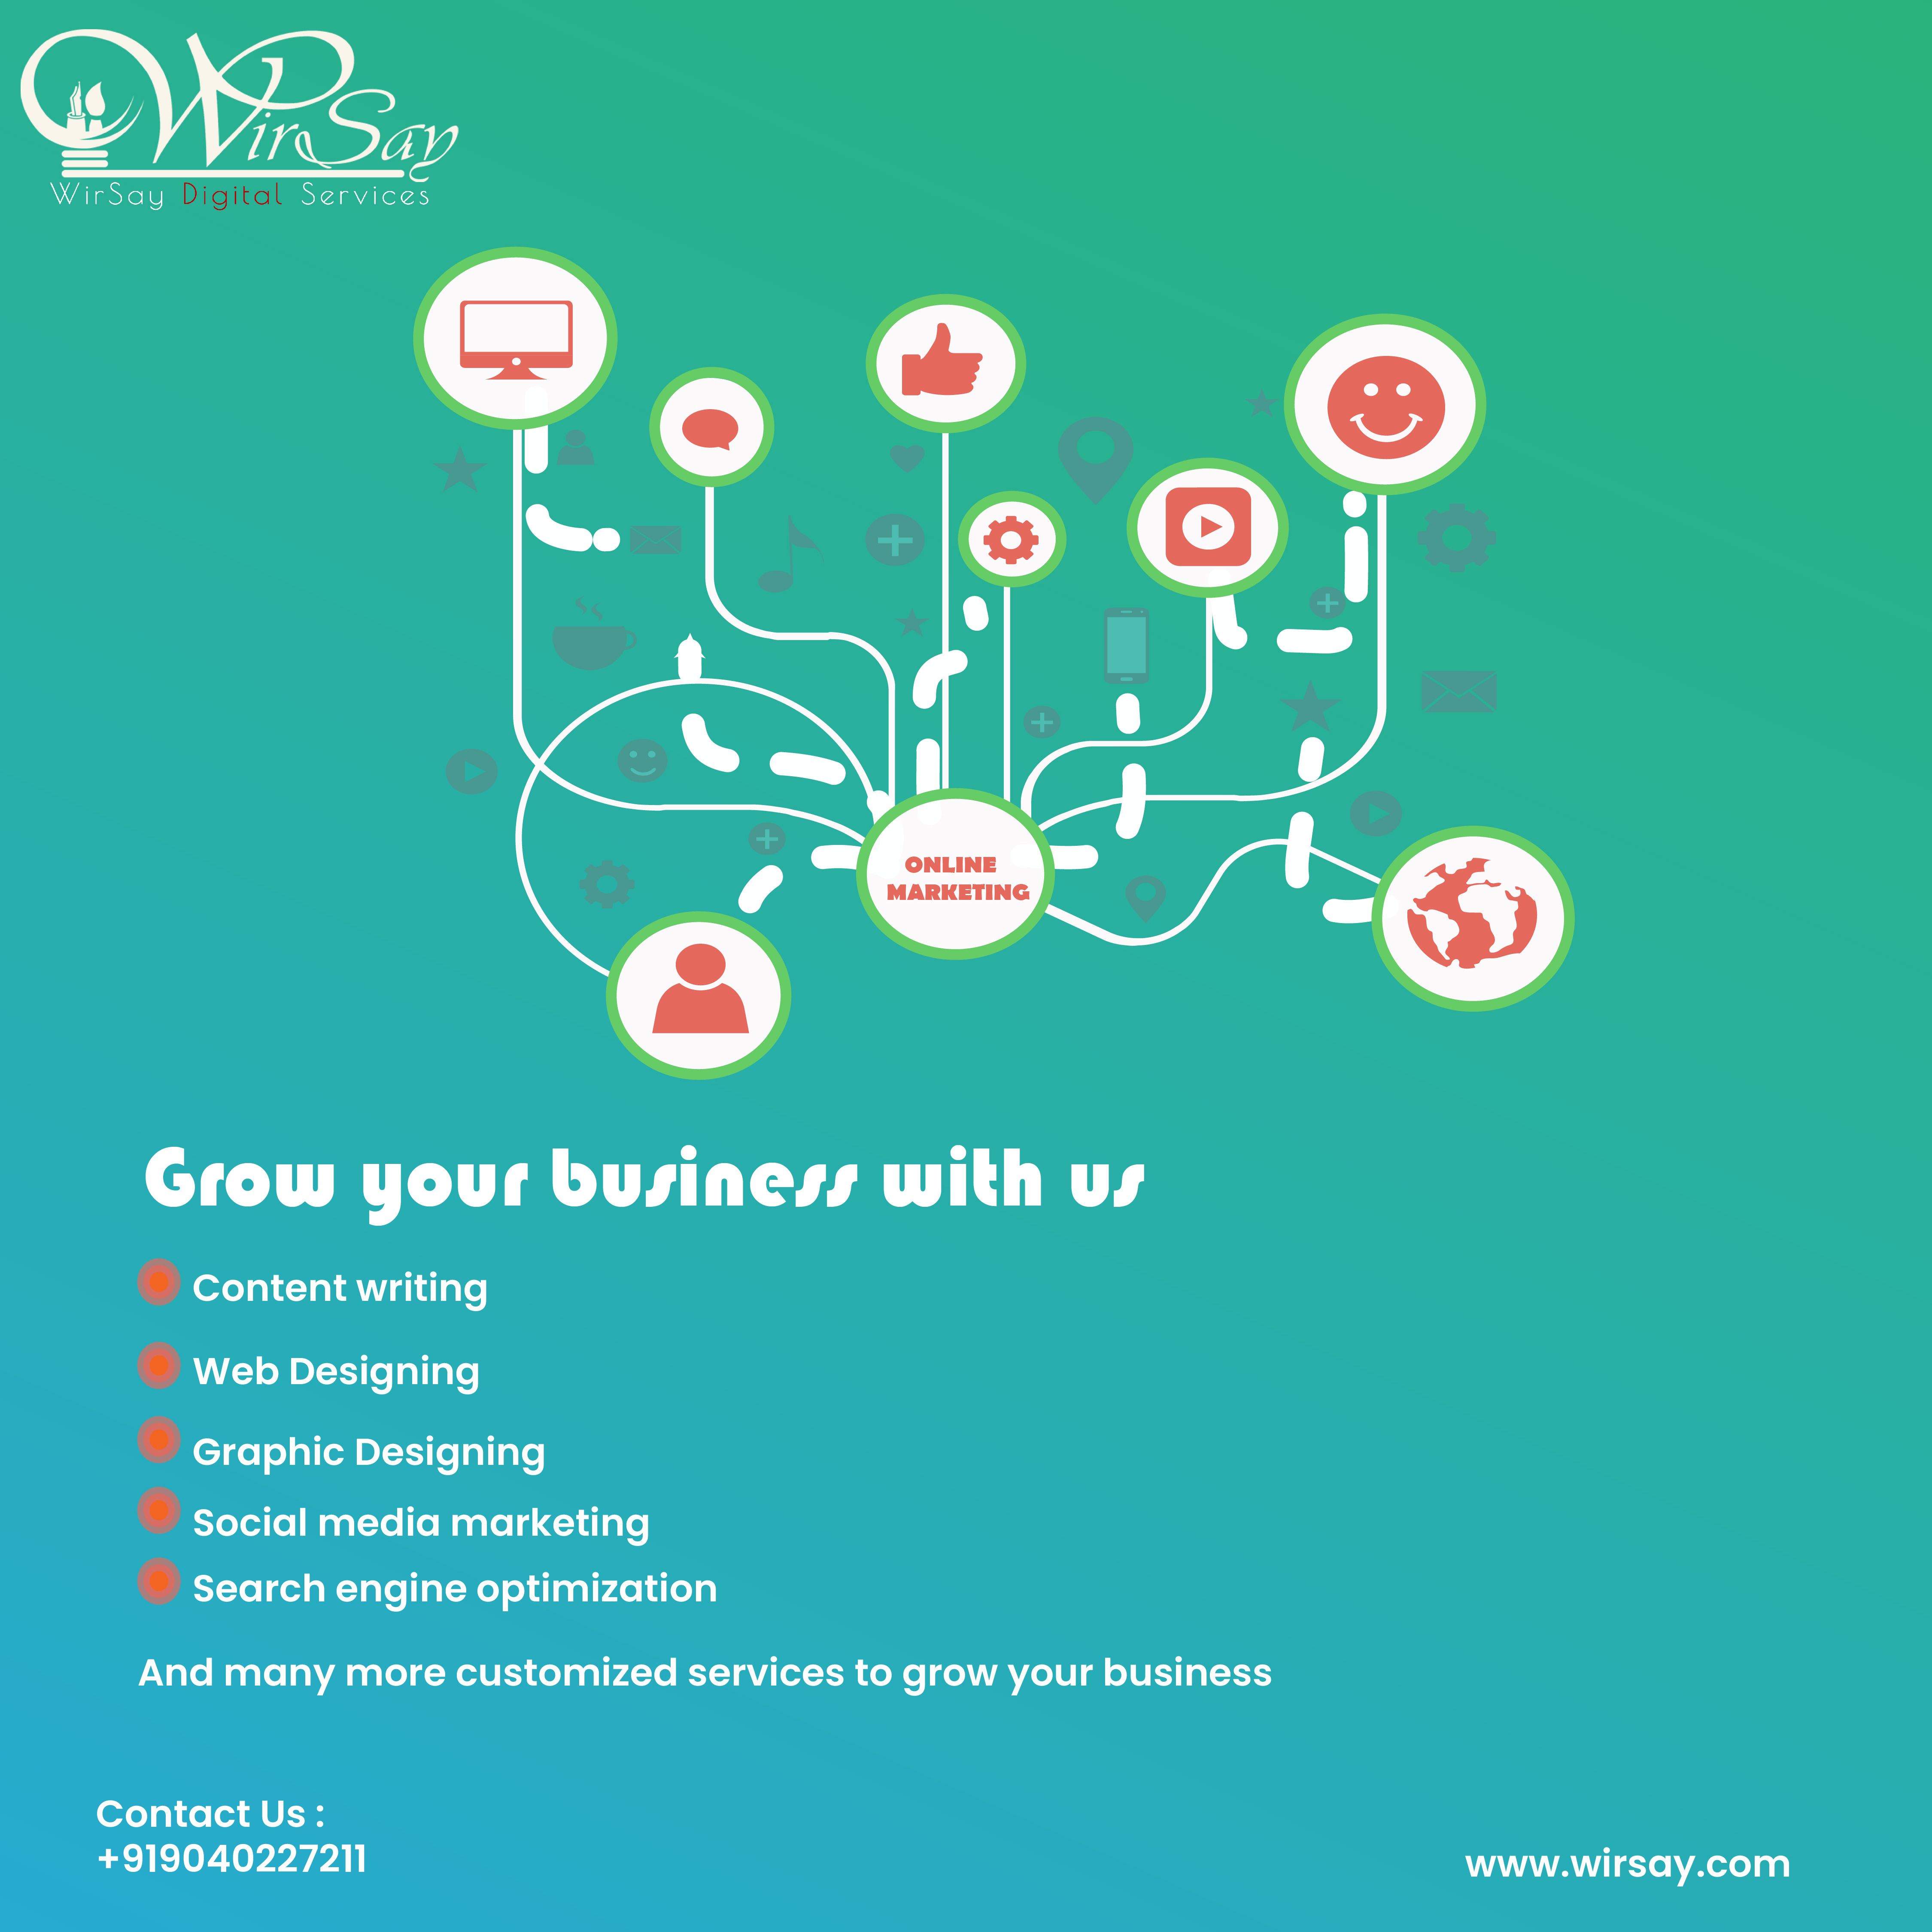 WirSay
WirSay Digital Services
ONLINE
MARKETING
Grow your business with us
Content writing
Web Designing
Graphic Designing
Social media marketing
Search engine optimization
And many more customized services to grow your business
Contact Us :
+919040227211
www.wirsay.com